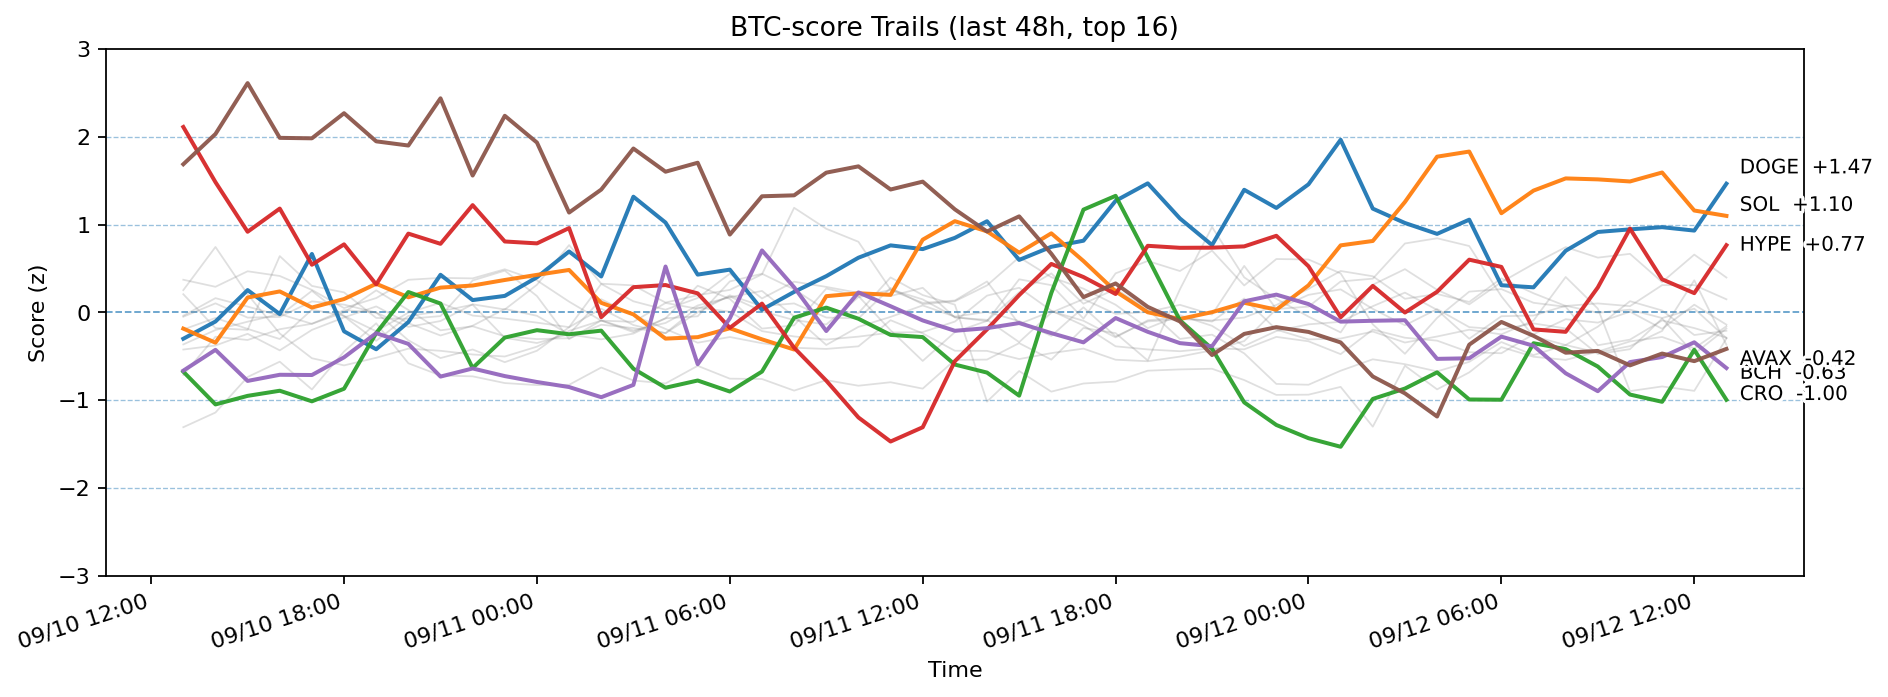 BTC-score Trails (last 48h, top 16)
3
2
1
0
−1
−2
−3
Score (z)
DOGE +1.47
SOL +1.10
HYPE +0.77
AVAX -0.42
BCH -0.63
CRO -1.00
09/10 12:00
09/10 18:00
09/11 00:00
09/11 06:00
09/11 12:00
09/11 18:00
09/12 00:00
09/12 06:00
09/12 12:00
Time